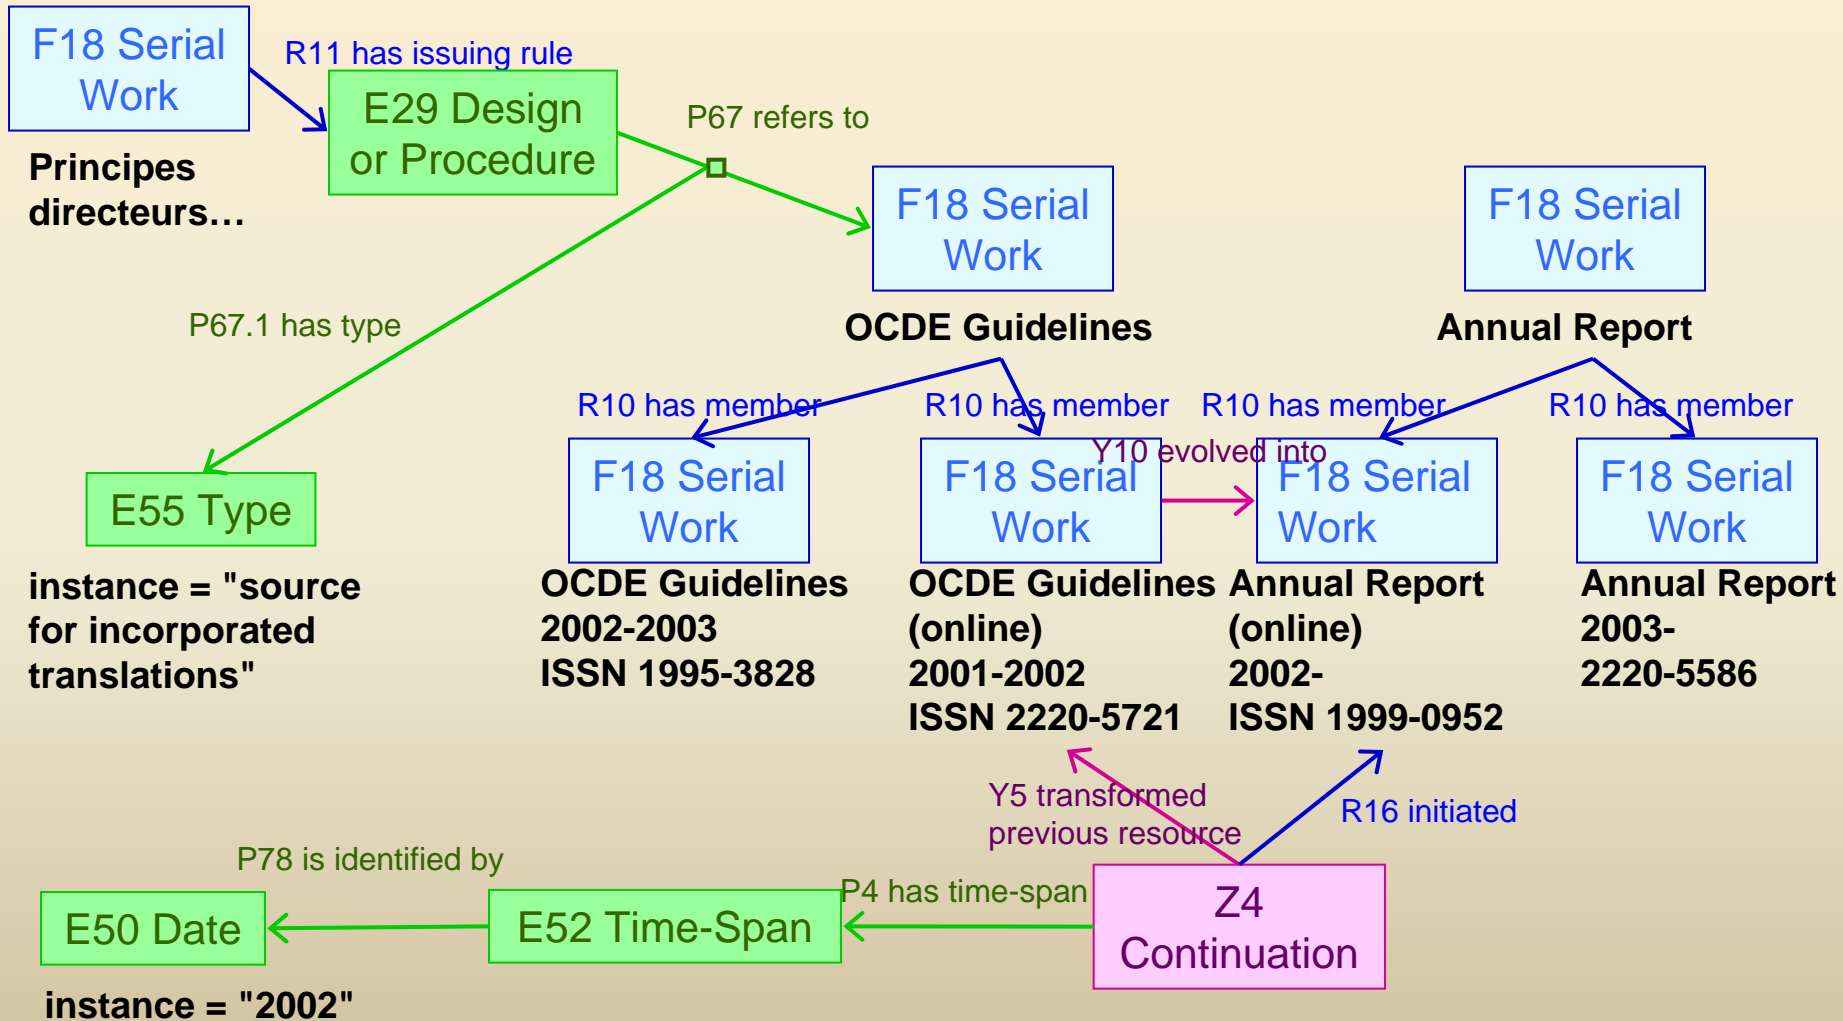 F18 Serial
Work
R11 has issuing rule
E29 Design
or Procedure
P67 refers to
Principes
directeurs…
F18 Serial
Work
F18 Serial
Work
P67.1 has type
OCDE Guidelines
Annual Report
R10 has member
R10 has member
R10 has member
R10 has member
Y10 evolved into
F18 Serial
Work
F18 Serial
Work
F18 Serial
Work
F18 Serial
Work
E55 Type
instance = "source
for incorporated
translations"
OCDE Guidelines
2002-2003
ISSN 1995-3828
OCDE Guidelines
(online)
2001-2002
ISSN 2220-5721
Annual Report
(online)
2002-
ISSN 1999-0952
Annual Report
2003-
2220-5586
Y5 transformed
previous resource
R16 initiated
P78 is identified by
P4 has time-span
E50 Date
E52 Time-Span
Z4
Continuation
instance = "2002"